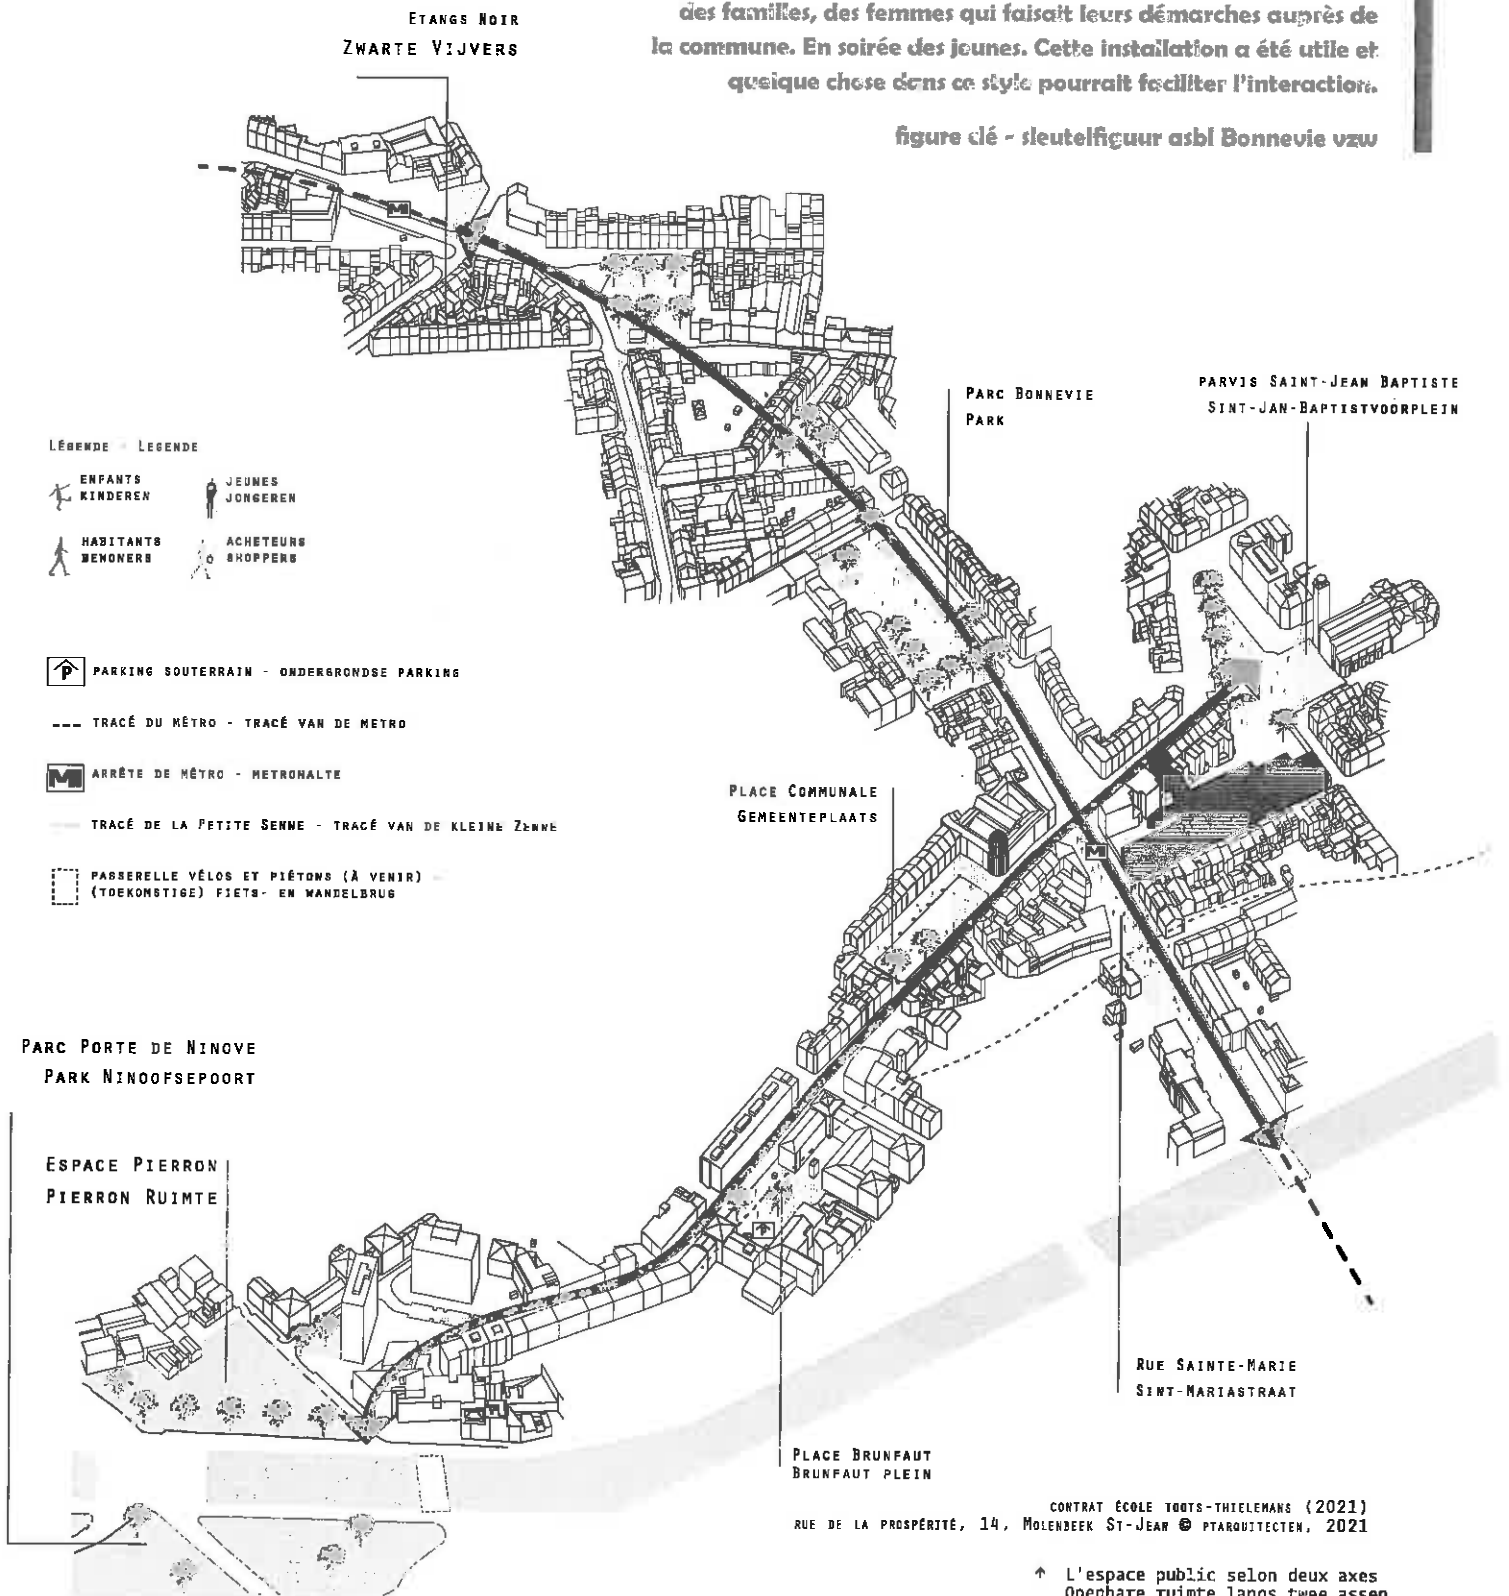 des familles, des femmes qui faisait leurs démarches auprès de
la commune. En soirée des jeunes. Cette installation a été utile et
quelque chose dans ce style pourrait faciliter l'interaction.
figure clé - sleutelfiguur asbl Bonnevie vzw
ETANGS NOIR
ZWARTE VIJVERS
PARC BONNEVIE
PARK
PARVIS SAINT-JEAN BAPTISTE
SINT-JAN-BAPTISTVOORPLEIN
LÉGENDE - LEGENDE
ENFANTS
KINDEREN
JEUNES
JONGEREN
HABITANTS
BEWONERS
ACHETEURS
SHOPPERS
P PARKING SOUTERRAIN - ONDERGRONDSE PARKING
TRACÉ DU MÉTRO - TRACÉ VAN DE METRO
M ARRÊTE DE MÉTRO - METROHALTE
TRACÉ DE LA PETITE SENNE - TRACÉ VAN DE KLEINE ZENNE
PASSERELLE VÉLOS ET PIÉTONS (À VENIR)
(TOEKOMSTIGE) FIETS- EN WANDELBRUG
M
PLACE COMMUNALE
GEMEENTEPLAATS
M
PARC PORTE DE NINOVE
PARK NINOOFSEPOORT
ESPACE PIERRON
PIERRON RUIMTE
RUE SAINTE-MARIE
SINT-MARIASTRAAT
PLACE BRUNFAUT
BRUNFAUT PLEIN
CONTRAT ÉCOLE TOOTS-THIELEMANS (2021)
RUE DE LA PROSPÉRITÉ, 14, MOLENBEEK ST-JEAN © PTARQUITECTEN, 2021
↑ L'espace public selon deux axes
Openbare ruimte langs twee assen